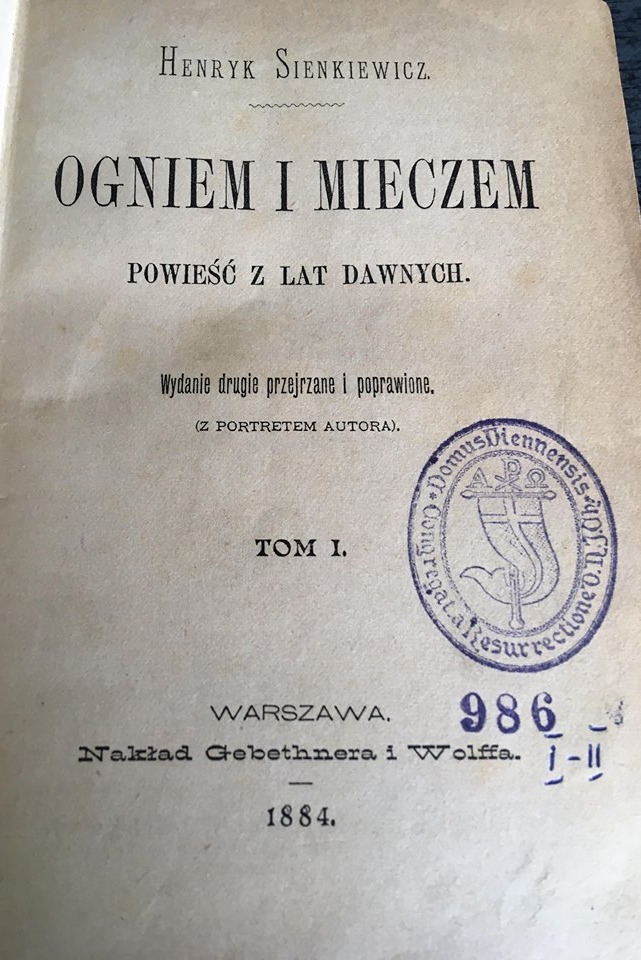 HENRYK SIENKIEWICZ.
OGNIEM I MIECZEM
POWIEŚĆ Z LAT DAWNYCH.
Wydanie drugie przejrzane i poprawione.
(Z PORTRETEM AUTORA).
TOM I.
Domus Viennensis
Α Ω
Congregat. a Resurrectione D. N.
WARSZAWA.
986
Nakład Gebethnera i Wolffa.
I-II
1884.